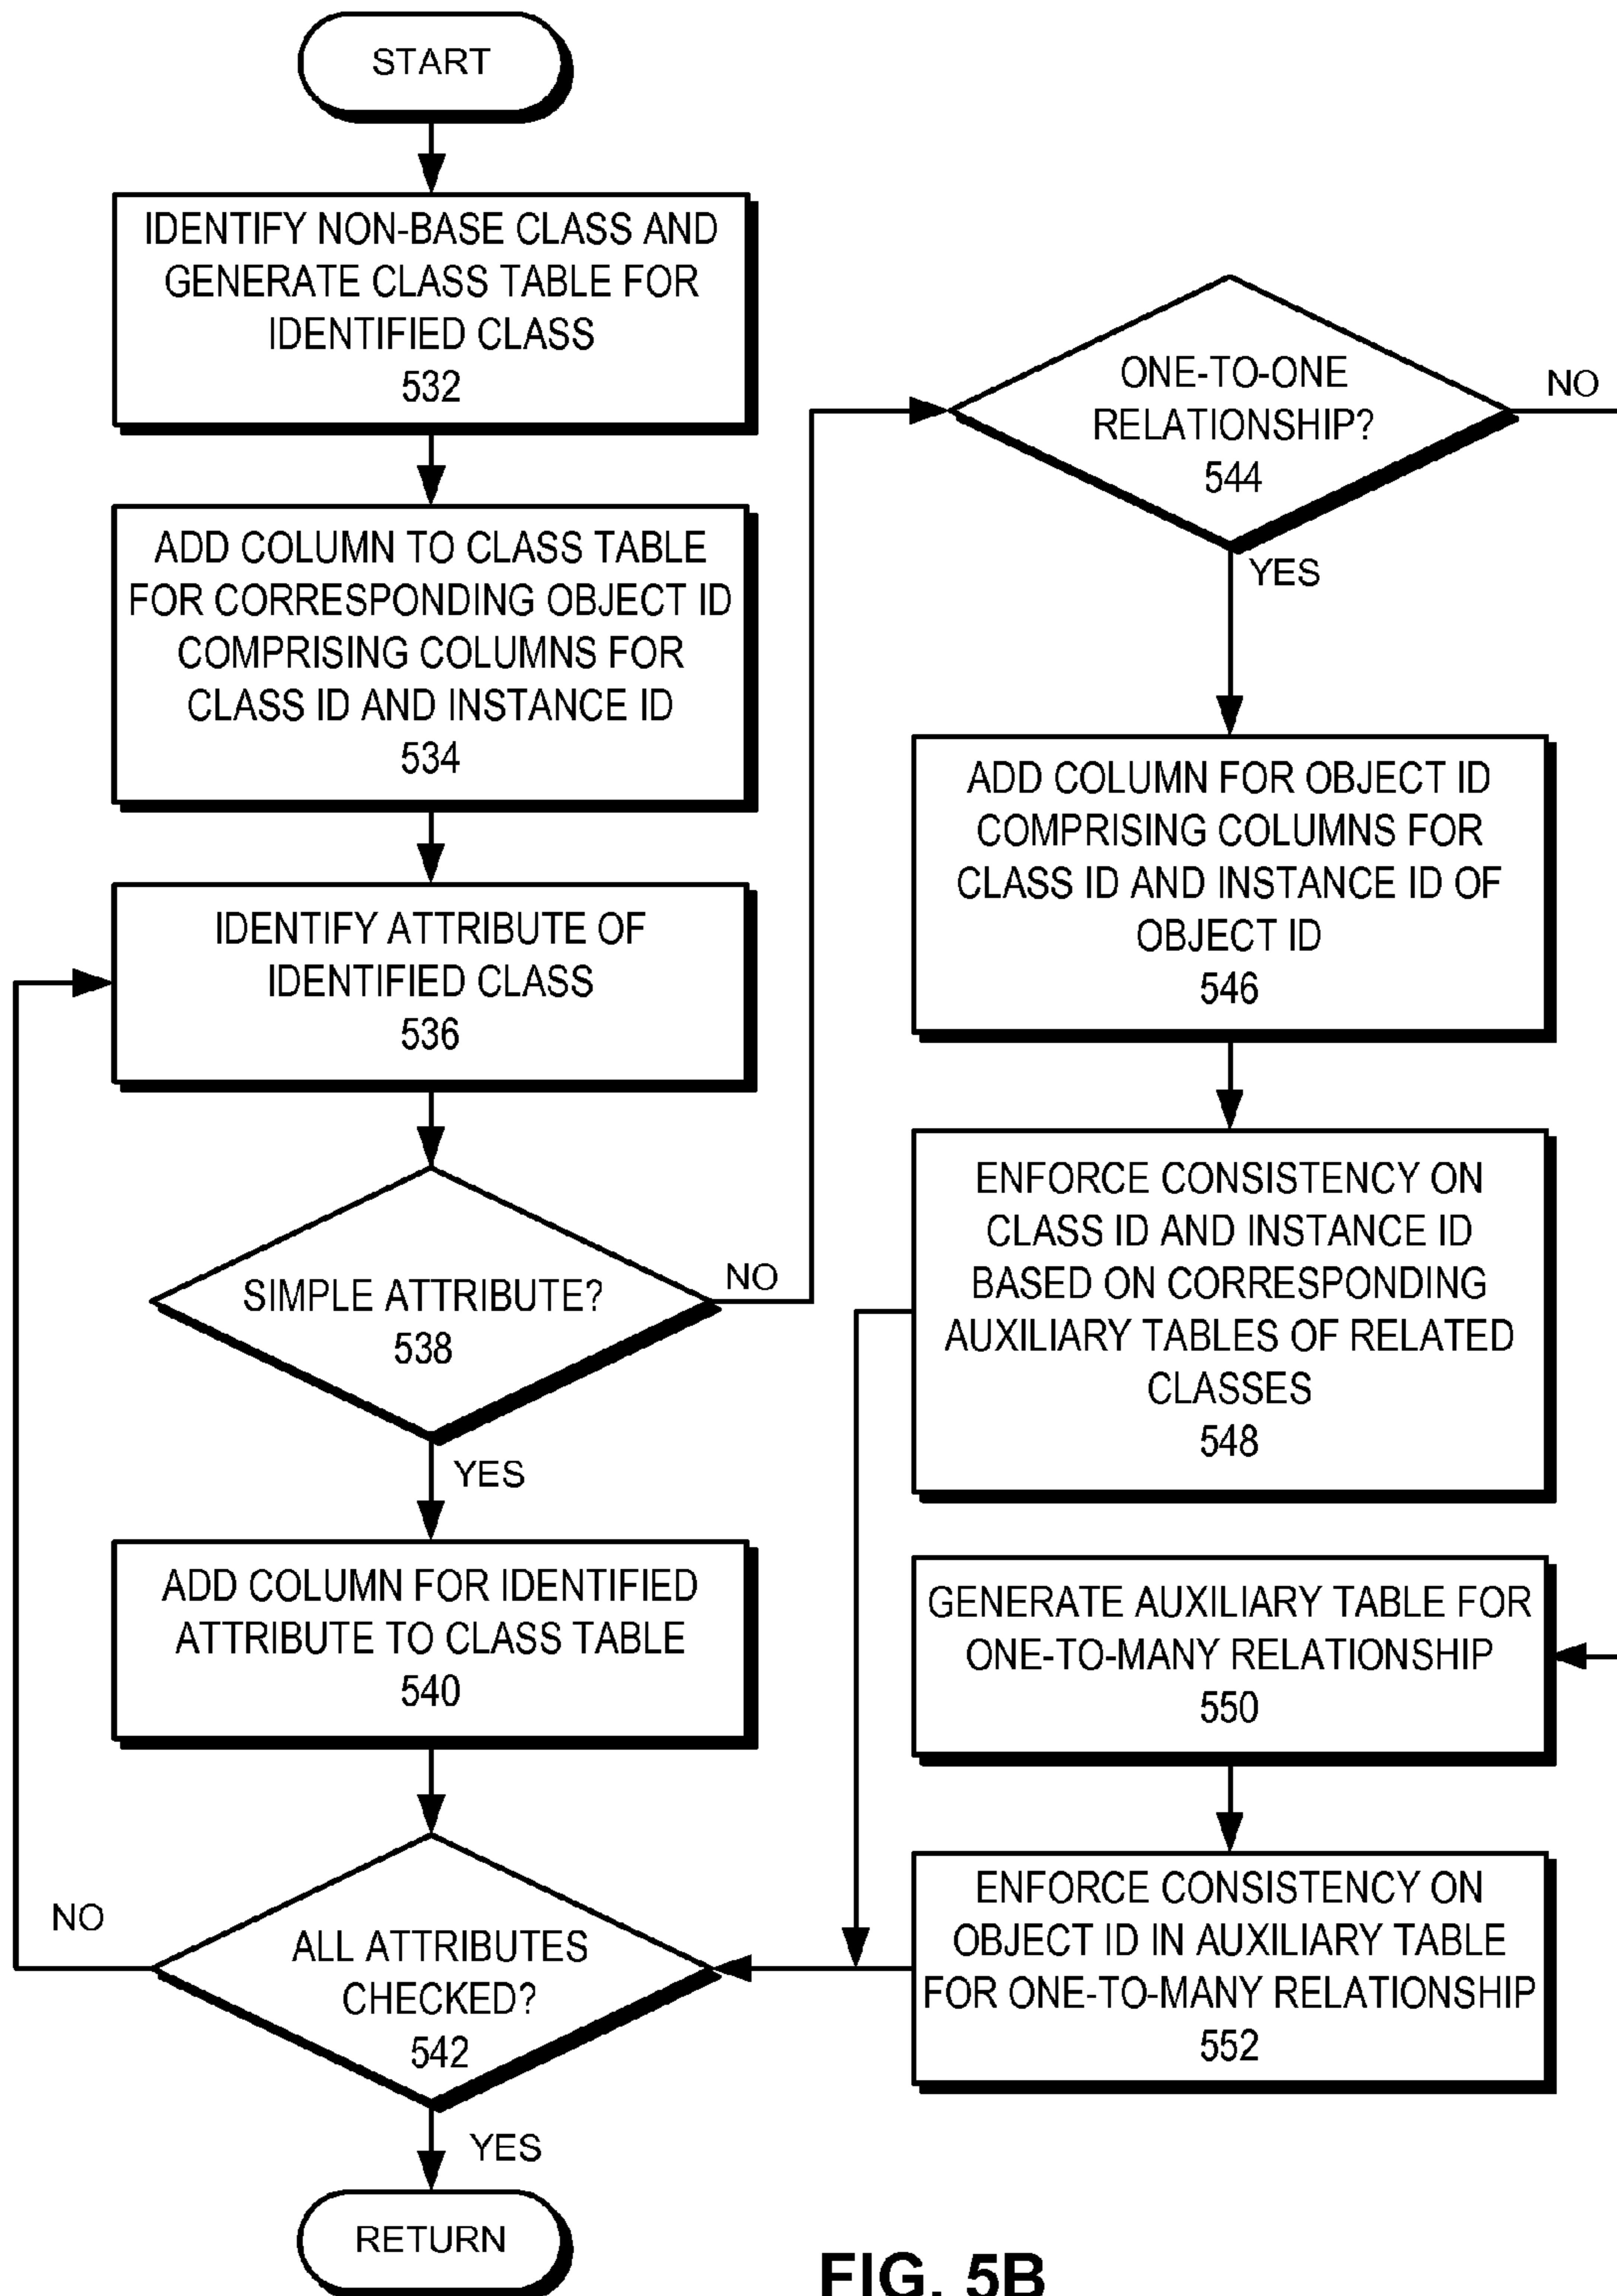 START
IDENTIFY NON-BASE CLASS AND
GENERATE CLASS TABLE FOR
IDENTIFIED CLASS
532
ADD COLUMN TO CLASS TABLE
FOR CORRESPONDING OBJECT ID
COMPRISING COLUMNS FOR
CLASS ID AND INSTANCE ID
534
IDENTIFY ATTRIBUTE OF
IDENTIFIED CLASS
536
SIMPLE ATTRIBUTE?
538
NO
YES
ADD COLUMN FOR IDENTIFIED
ATTRIBUTE TO CLASS TABLE
540
ALL ATTRIBUTES
CHECKED?
542
NO
YES
RETURN
ONE-TO-ONE
RELATIONSHIP?
544
NO
YES
ADD COLUMN FOR OBJECT ID
COMPRISING COLUMNS FOR
CLASS ID AND INSTANCE ID OF
OBJECT ID
546
ENFORCE CONSISTENCY ON
CLASS ID AND INSTANCE ID
BASED ON CORRESPONDING
AUXILIARY TABLES OF RELATED
CLASSES
548
GENERATE AUXILIARY TABLE FOR
ONE-TO-MANY RELATIONSHIP
550
ENFORCE CONSISTENCY ON
OBJECT ID IN AUXILIARY TABLE
FOR ONE-TO-MANY RELATIONSHIP
552
FIG. 5B